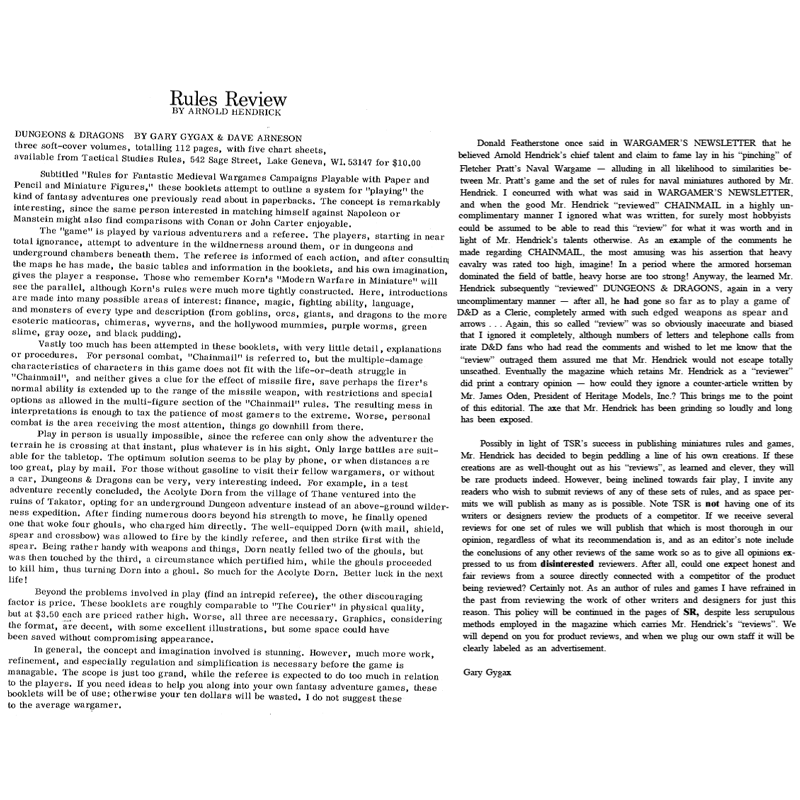 Rules Review
BY ARNOLD HENDRICK
DUNGEONS & DRAGONS BY GARY GYGAX & DAVE ARNESON
three soft-cover volumes, totalling 112 pages, with five chart sheets,
available from Tactical Studies Rules, 542 Sage Street, Lake Geneva, WI. 53147 for $10.00
Subtitled "Rules for Fantastic Medieval Wargames Campaigns Playable with Paper and
Pencil and Miniature Figures," these booklets attempt to outline a system for "playing" the
kind of fantasy adventures one previously read about in paperbacks. The concept is remarkably
interesting, since the same person interested in matching himself against Napoleon or
Manstein might also find comparisons with Conan or John Carter enjoyable.
The "game" is played by various adventurers and a referee. The players, starting in near
total ignorance, attempt to adventure in the wilderness around them, or in dungeons and
underground chambers beneath them. The referee is informed of each action, and after consulting
the maps he has made, the basic tables and information in the booklets, and his own imagination,
gives the player a response. Those who remember Korn's "Modern Warfare in Miniature" will
see the parallel, although Korn's rules were much more tightly constructed. Here, introductions
are made into many possible areas of interest: finance, magic, fighting ability, language,
and monsters of every type and description (from goblins, orcs, giants, and dragons to the more
esoteric maticoras, chimeras, wyverns, and the hollywood mummies, purple worms, green
slime, gray ooze, and black pudding).
Vastly too much has been attempted in these booklets, with very little detail, explanations
or procedures. For personal combat, "Chainmail" is referred to, but the multiple-damage
characteristics of characters in this game does not fit with the life-or-death struggle in
"Chainmail", and neither gives a clue for the effect of missile fire, save perhaps the firer's
normal ability is extended up to the range of the missile weapon, with restrictions and special
options as allowed in the multi-figure section of the "Chainmail" rules. The resulting mess in
interpretations is enough to tax the patience of most gamers to the extreme. Worse, personal
combat is the area receiving the most attention, things go downhill from there.
Play in person is usually impossible, since the referee can only show the adventurer the
terrain he is crossing at that instant, plus whatever is in his sight. Only large battles are suit-
able for the tabletop. The optimum solution seems to be play by phone, or when distances are
too great, play by mail. For those without gasoline to visit their fellow wargamers, or without
a car, Dungeons & Dragons can be very, very interesting indeed. For example, in a test
adventure recently concluded, the Acolyte Dorn from the village of Thane ventured into the
ruins of Takator, opting for an underground Dungeon adventure instead of an above-ground wilder-
ness expedition. After finding numerous doors beyond his strength to move, he finally opened
one that woke four ghouls, who charged him directly. The well-equipped Dorn (with mail, shield,
spear and crossbow) was allowed to fire by the kindly referee, and then strike first with the
spear. Being rather handy with weapons and things, Dorn neatly felled two of the ghouls, but
was then touched by the third, a circumstance which pertified him, while the ghouls proceeded
to kill him, thus turning Dorn into a ghoul. So much for the Acolyte Dorn. Better luck in the next
life!
Beyond the problems involved in play (find an intrepid referee), the other discouraging
factor is price. These booklets are roughly comparable to "The Courier" in physical quality,
but at $3.50 each are priced rather high. Worse, all three are necessary. Graphics, considering
the format, are decent, with some excellent illustrations, but some space could have
been saved without compromising appearance.
In general, the concept and imagination involved is stunning. However, much more work,
refinement, and especially regulation and simplification is necessary before the game is
managable. The scope is just too grand, while the referee is expected to do too much in relation
to the players. If you need ideas to help you along into your own fantasy adventure games, these
booklets will be of use; otherwise your ten dollars will be wasted. I do not suggest these
to the average wargamer.
Donald Featherstone once said in WARGAMER'S NEWSLETTER that he
believed Arnold Hendrick's chief talent and claim to fame lay in his "pinching" of
Fletcher Pratt's Naval Wargame — alluding in all likelihood to similarities be-
tween Mr. Pratt's game and the set of rules for naval miniatures authored by Mr.
Hendrick. I concurred with what was said in WARGAMER'S NEWSLETTER,
and when the good Mr. Hendrick "reviewed" CHAINMAIL in a highly un-
complimentary manner I ignored what was written, for surely most hobbyists
could be assumed to be able to read this "review" for what it was worth and in
light of Mr. Hendrick's talents otherwise. As an example of the comments he
made regarding CHAINMAIL, the most amusing was his assertion that heavy
cavalry was rated too high, imagine! In a period where the armored horseman
dominated the field of battle, heavy horse are too strong! Anyway, the learned Mr.
Hendrick subsequently "reviewed" DUNGEONS & DRAGONS, again in a very
uncomplimentary manner — after all, he had gone so far as to play a game of
D&D as a Cleric, completely armed with such edged weapons as spear and
arrows . . . Again, this so called "review" was so obviously inaccurate and biased
that I ignored it completely, although numbers of letters and telephone calls from
irate D&D fans who had read the comments and wished to let me know that the
"review" outraged them assured me that Mr. Hendrick would not escape totally
unscathed. Eventually the magazine which retains Mr. Hendrick as a "reviewer"
did print a contrary opinion — how could they ignore a counter-article written by
Mr. James Oden, President of Heritage Models, Inc.? This brings me to the point
of this editorial. The axe that Mr. Hendrick has been grinding so loudly and long
has been exposed.
Possibly in light of TSR's success in publishing miniatures rules and games,
Mr. Hendrick has decided to begin peddling a line of his own creations. If these
creations are as well-thought out as his "reviews", as learned and clever, they will
be rare products indeed. However, being inclined towards fair play, I invite any
readers who wish to submit reviews of any of these sets of rules, and as space per-
mits we will publish as many as is possible. Note TSR is not having one of its
writers or designers review the products of a competitor. If we receive several
reviews for one set of rules we will publish that which is most thorough in our
opinion, regardless of what its recommendation is, and as an editor's note include
the conclusions of any other reviews of the same work so as to give all opinions ex-
pressed to us from disinterested reviewers. After all, could one expect honest and
fair reviews from a source directly connected with a competitor of the product
being reviewed? Certainly not. As an author of rules and games I have refrained in
the past from reviewing the work of other writers and designers for just this
reason. This policy will be continued in the pages of SR, despite less scrupulous
methods employed in the magazine which carries Mr. Hendrick's "reviews". We
will depend on you for product reviews, and when we plug our own staff it will be
clearly labeled as an advertisement.
Gary Gygax